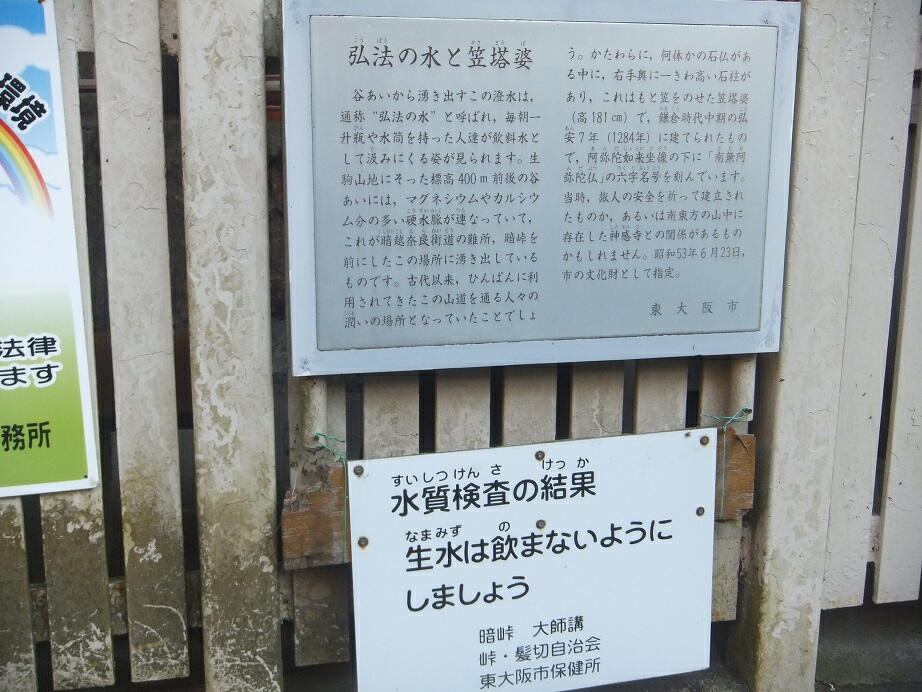 環境
法律
ます
務所
弘法の水と笠塔婆
谷あいから湧き出すこの澄水は,
通称“弘法の水”と呼ばれ,毎朝一
升瓶や水筒を持った人達が飲料水と
して汲みにくる姿が見られます。生
駒山地にそった標高400m前後の谷
あいには,マグネシウムやカルシウ
ム分の多い硬水脈が連なっていて,
これが暗越奈良街道の難所,暗峠を
前にしたこの場所に湧き出している
ものです。古代以来,ひんぱんに利
用されてきたこの山道を通る人々の
潤いの場所となっていたことでしょ
う。かたわらに,何体かの石仏があ
る中に,右手奥に一きわ高い石柱が
あり,これはもと笠をのせた笠塔婆
(高181cm)で,鎌倉時代中期の弘
安7年(1284年)に建てられたもの
で,阿弥陀如来坐像の下に「南無阿
弥陀仏」の六字名号を刻んでいます。
当時,旅人の安全を祈って建立され
たものか,あるいは南東方の山中に
存在した神感寺との関係があるもの
かもしれません。昭和53年6月23日,
市の文化財として指定。
東大阪市
すいしつけんさ けっか
水質検査の結果
なまみず の
生水は飲まないように
しましょう
暗峠 大師講
峠・髪切自治会
東大阪市保健所